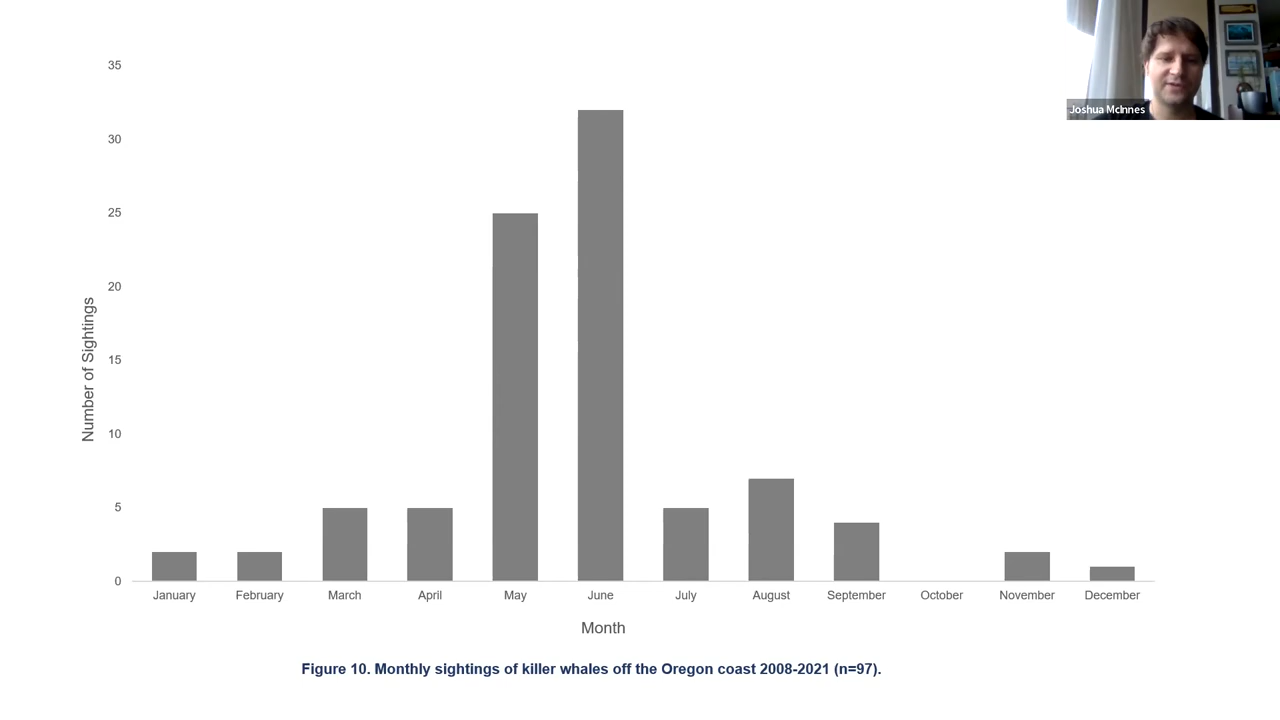 Joshua McInnes
35
30
25
20
15
10
5
0
Number of Sightings
January February March April May June July August September October November December
Month
Figure 10. Monthly sightings of killer whales off the Oregon coast 2008-2021 (n=97).